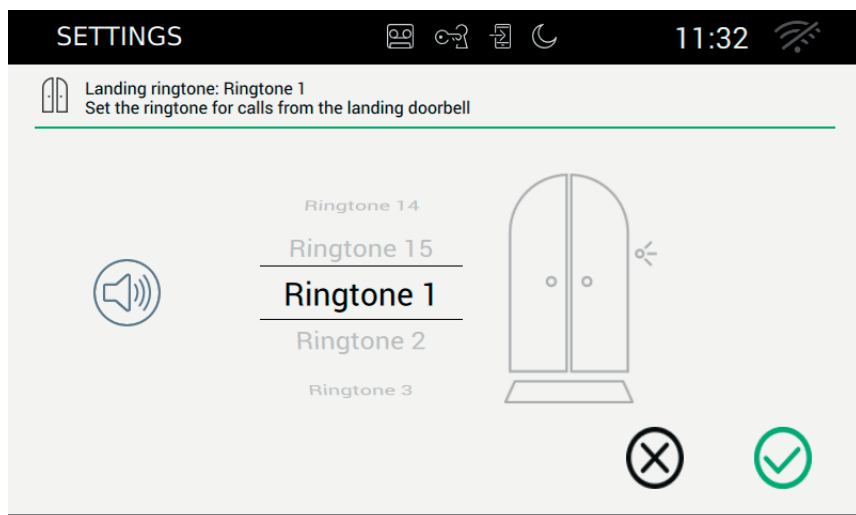 SETTINGS 11:32
Landing ringtone: Ringtone 1
Set the ringtone for calls from the landing doorbell
Ringtone 14
Ringtone 15
Ringtone 1
Ringtone 2
Ringtone 3